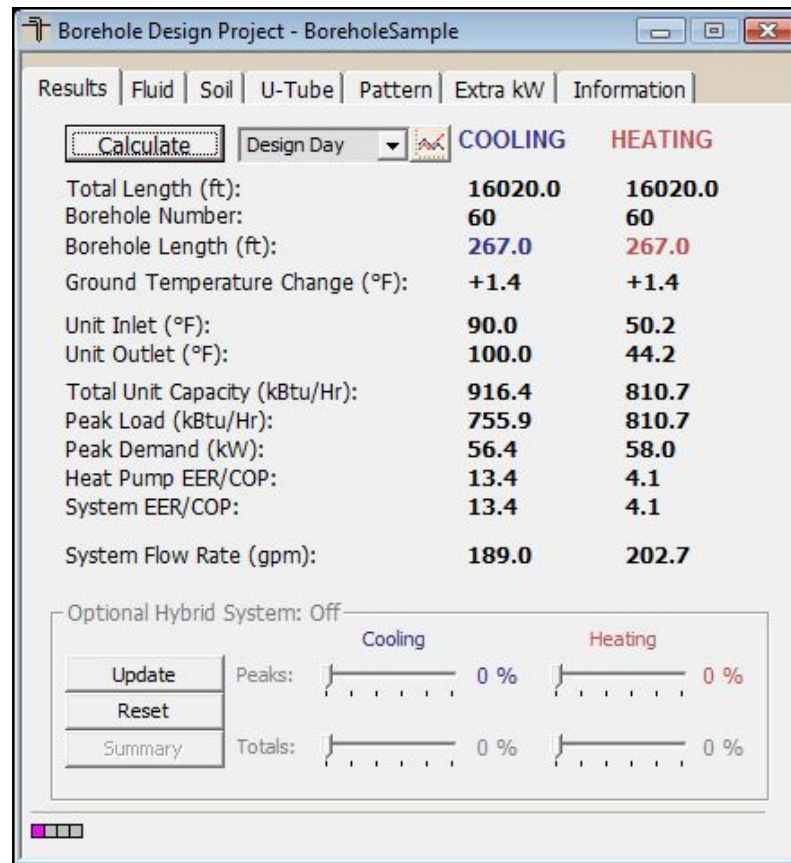 Borehole Design Project - BoreholeSample
Results Fluid Soil U-Tube Pattern Extra kW Information
Calculate Design Day COOLING HEATING
Total Length (ft): 16020.0 16020.0
Borehole Number: 60 60
Borehole Length (ft): 267.0 267.0
Ground Temperature Change (°F): +1.4 +1.4
Unit Inlet (°F): 90.0 50.2
Unit Outlet (°F): 100.0 44.2
Total Unit Capacity (kBtu/Hr): 916.4 810.7
Peak Load (kBtu/Hr): 755.9 810.7
Peak Demand (kW): 56.4 58.0
Heat Pump EER/COP: 13.4 4.1
System EER/COP: 13.4 4.1
System Flow Rate (gpm): 189.0 202.7
Optional Hybrid System: Off
Cooling Heating
Update Peaks: 0 % 0 %
Reset
Summary Totals: 0 % 0 %